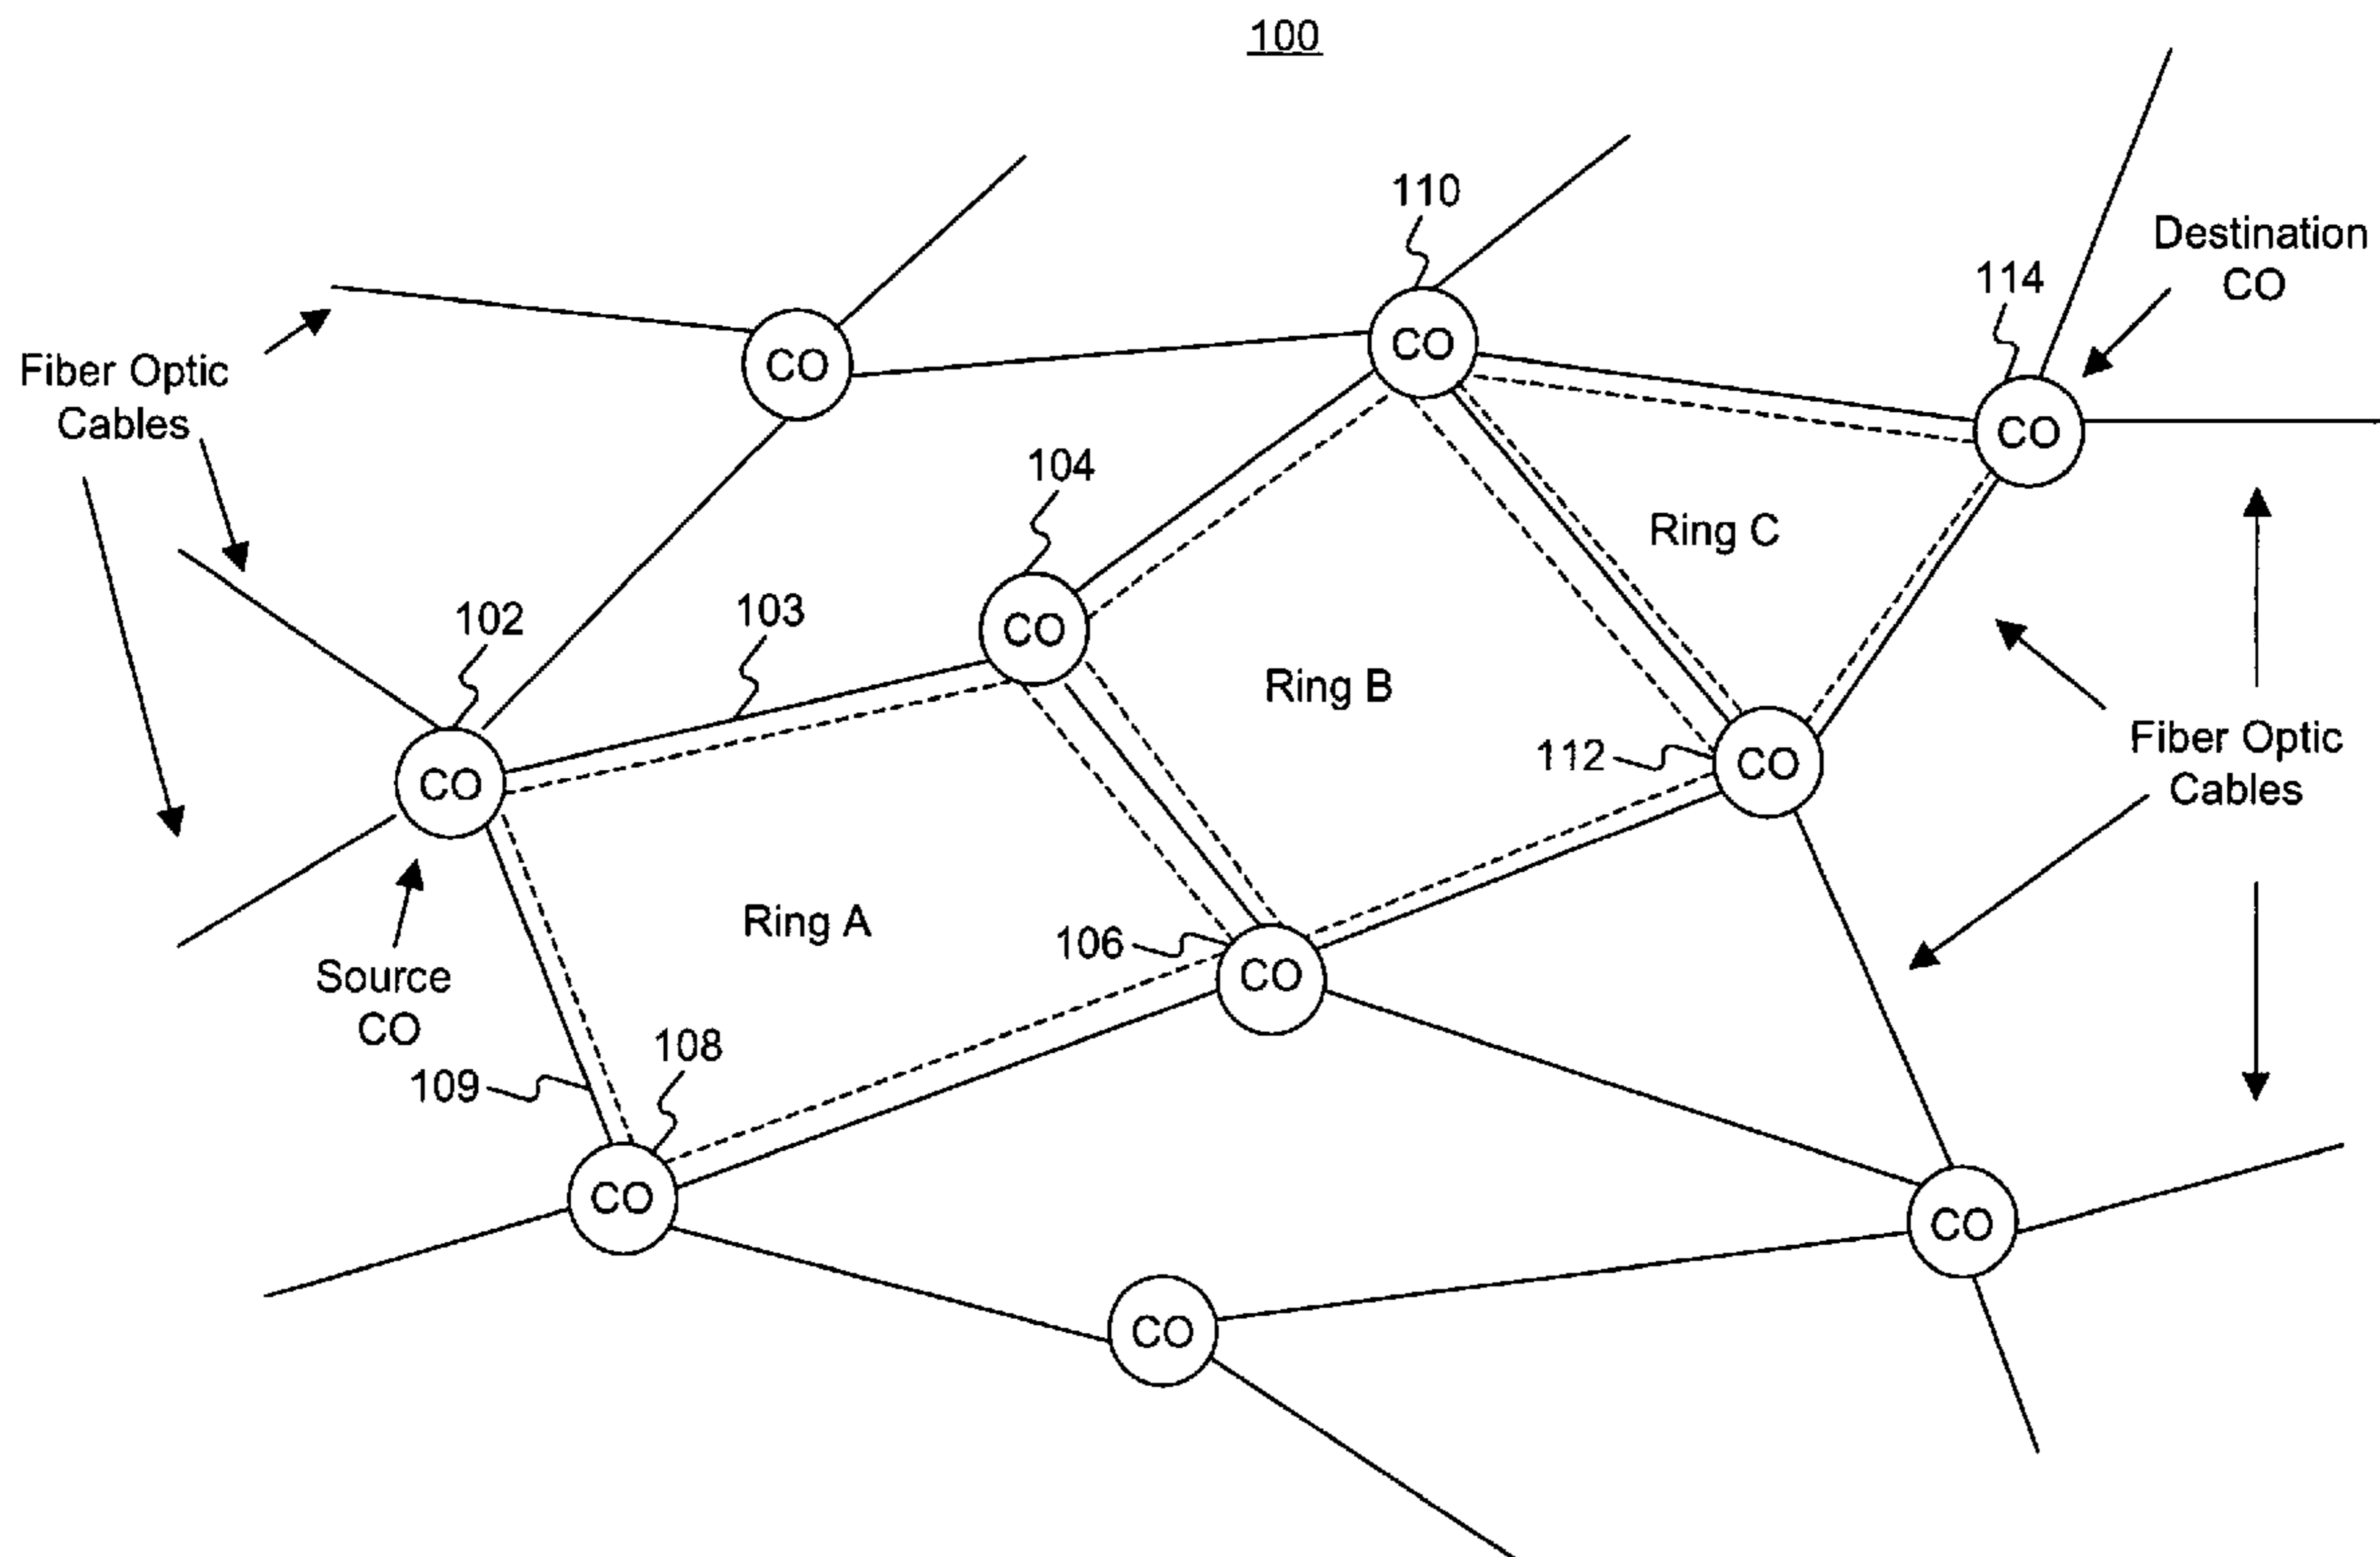 100
110
Destination
CO
114
CO
CO
Fiber Optic
Cables
CO
104
Ring C
102
103
CO
Ring B
CO
112
CO
Fiber Optic
Cables
Ring A
106
CO
Source
CO
108
109
CO
CO
CO